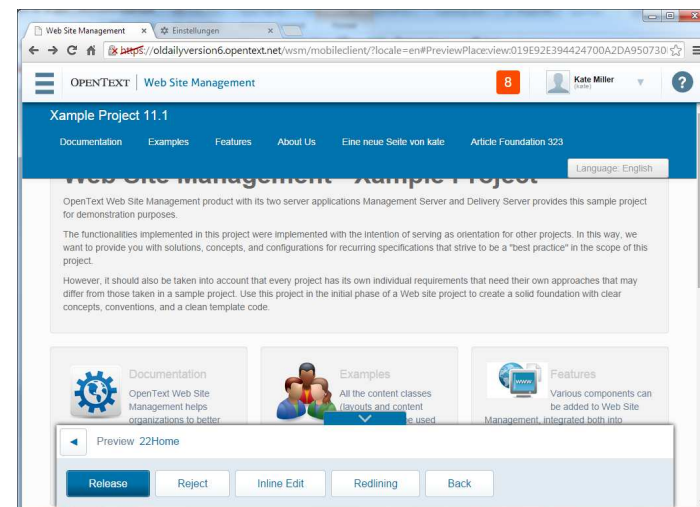 Web Site Management
Einstellungen
https://oldailyversion6.opentext.net/wsm/mobileclient/?locale=en#PreviewPlace:view:019E92E394424700A2DA950730
OPENTEXT | Web Site Management
8
Kate Miller
(kate)
?
Xample Project 11.1
Documentation Examples Features About Us Eine neue Seite von kate Article Foundation 323
Language: English
Web Site Management - Xample Project
OpenText Web Site Management product with its two server applications Management Server and Delivery Server provides this sample project
for demonstration purposes.
The functionalities implemented in this project were implemented with the intention of serving as orientation for other projects. In this way, we
want to provide you with solutions, concepts, and configurations for recurring specifications that strive to be a "best practice" in the scope of this
project.
However, it should also be taken into account that every project has its own individual requirements that need their own approaches that may
differ from those taken in a sample project. Use this project in the initial phase of a Web site project to create a solid foundation with clear
concepts, conventions, and a clean template code.
Documentation
OpenText Web Site
Management helps
organizations to better
Examples
All the content classes
(layouts and content
e used
www
Features
Various components can
be added to Web Site
Management, integrated both into
Preview 22Home
Release Reject Inline Edit Redlining Back